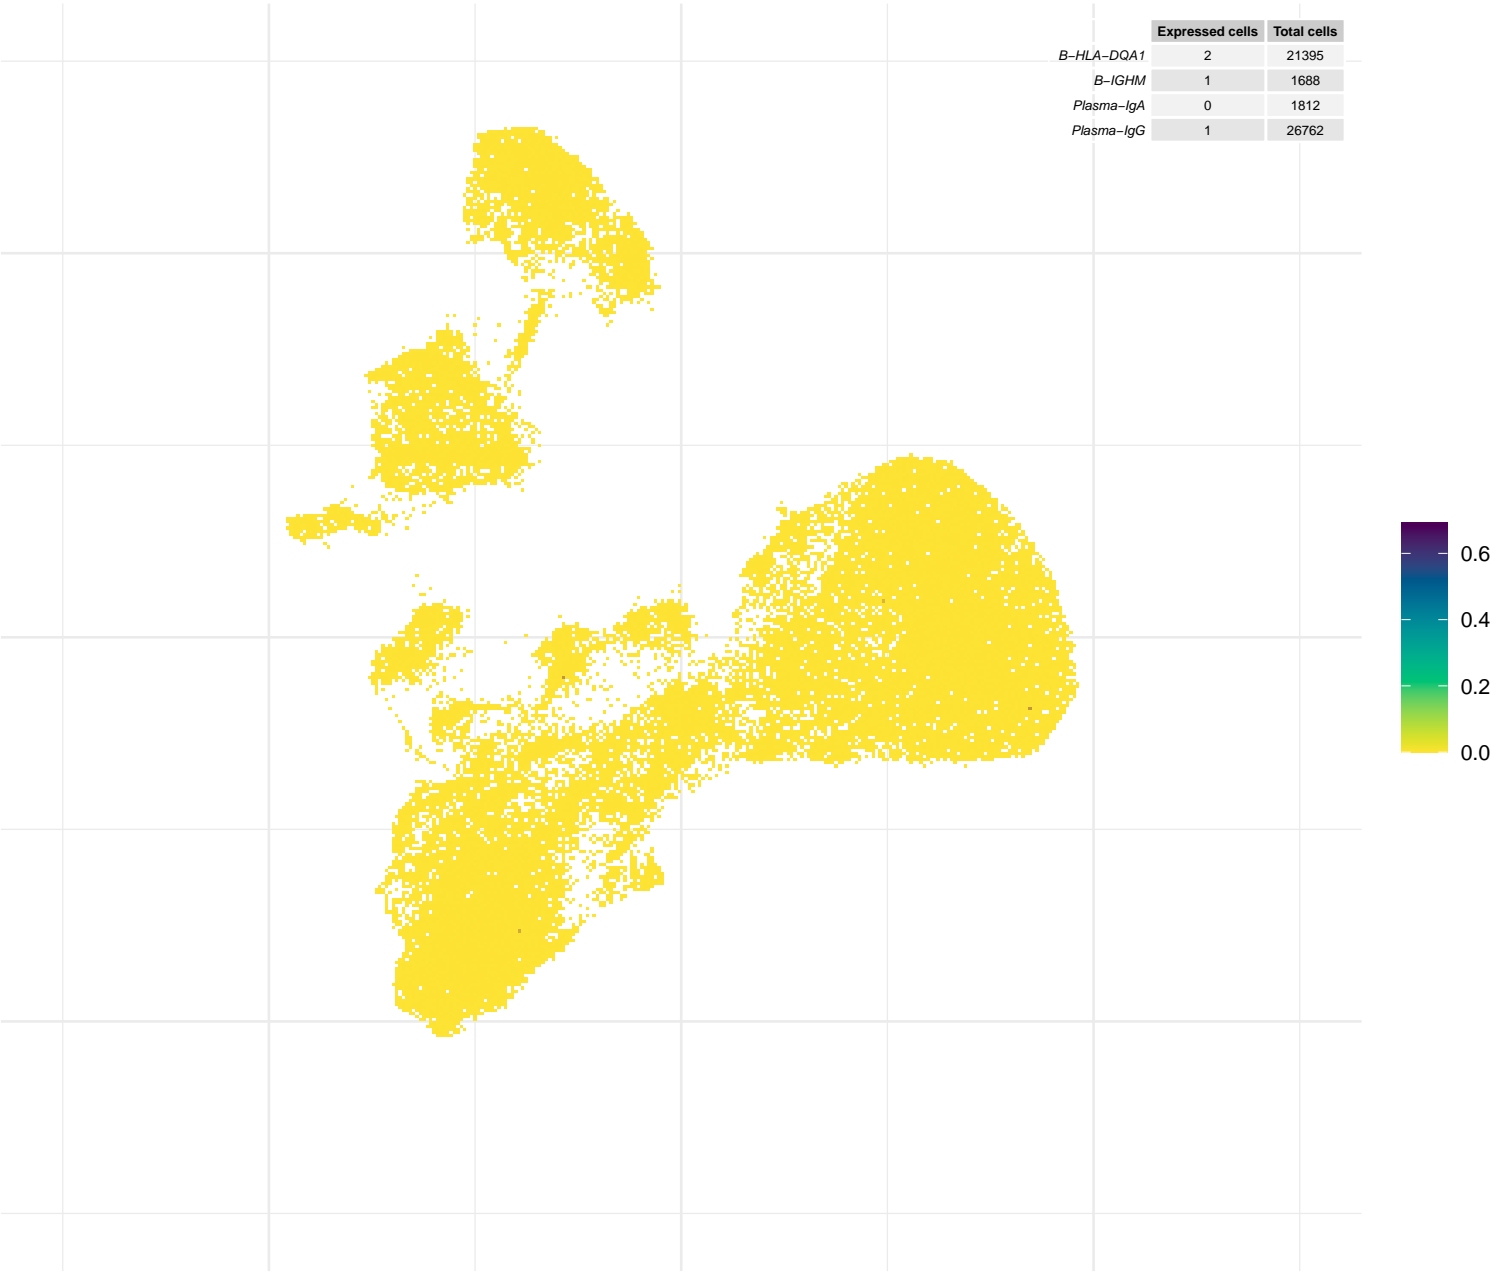 Expressed cells Total cells
B−HLA−DQA1 2 21395
B−IGHM 1 1688
Plasma−IgA 0 1812
Plasma−IgG 1 26762
0.6
0.4
0.2
0.0